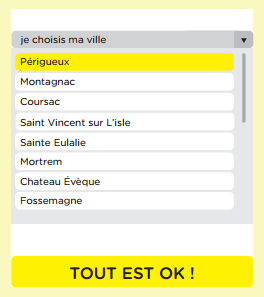 je choisis ma ville
Périgueux
Montagnac
Coursac
Saint Vincent sur L'isle
Sainte Eulalie
Mortrem
Chateau Évèque
Fossemagne
TOUT EST OK !